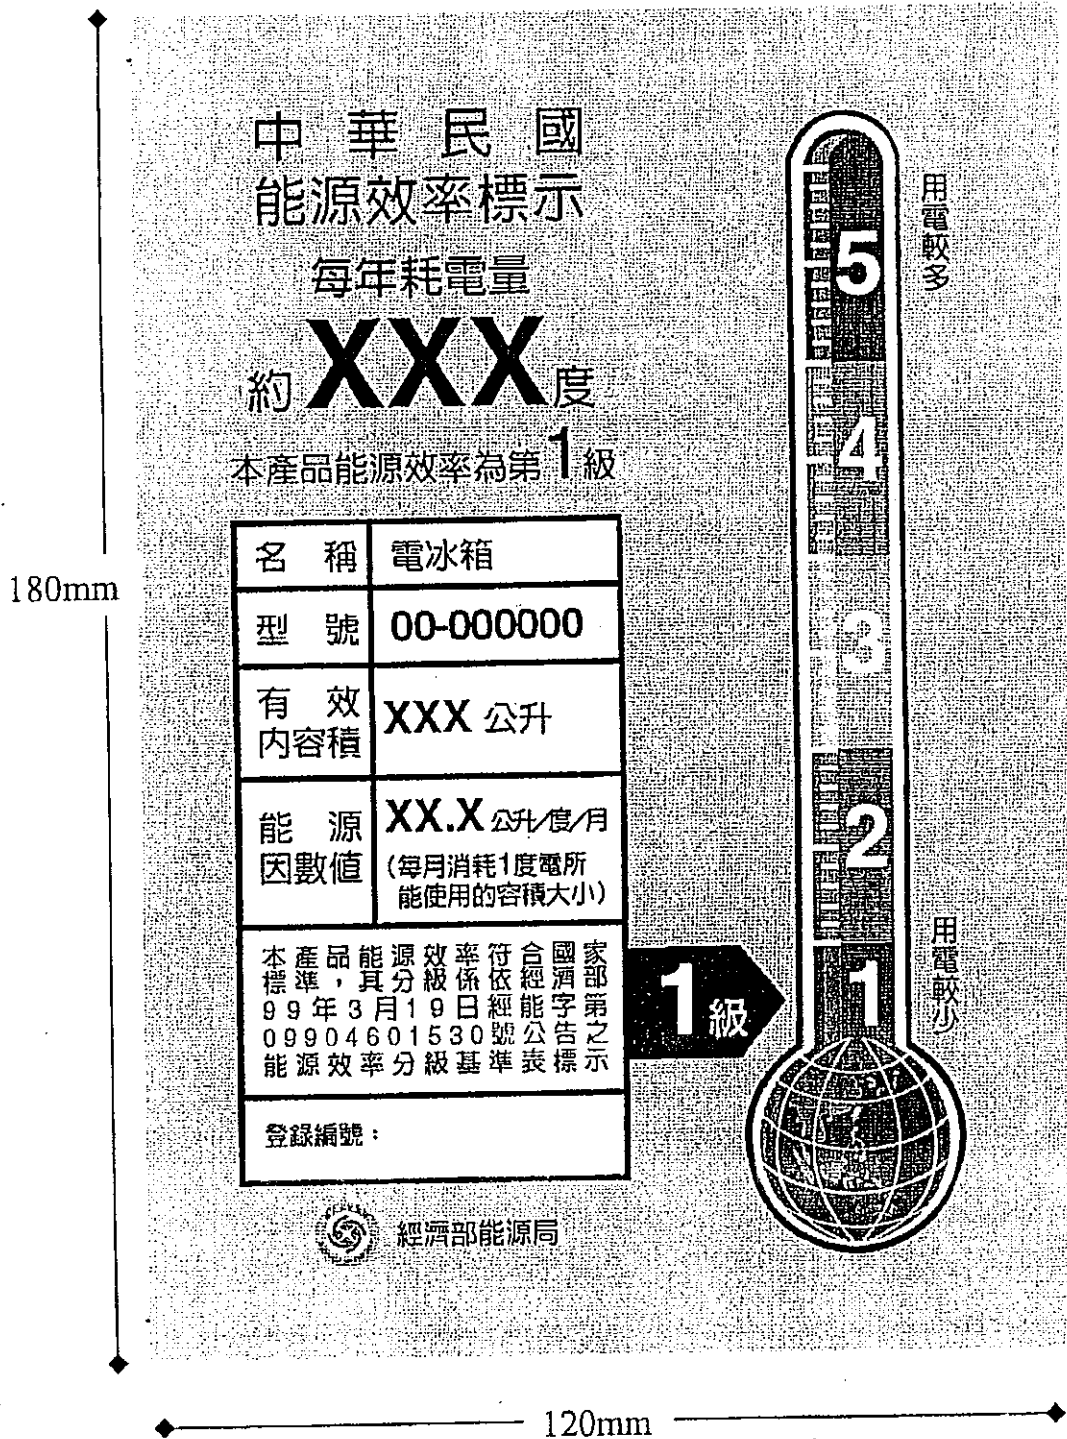 中華民國
能源效率標示
每年耗電量
約XXX度
本產品能源效率為第1級
名稱 電冰箱
型號 00-000000
有效內容積 XXX 公升
能源因數值 XX.X公升/度/月
(每月消耗1度電所
能使用的容積大小)
本產品能源效率符合國家
標準，其分級係依經濟部
99年3月19日經能字第
09904601530號公告之
能源效率分級基準表標示
登錄編號：
經濟部能源局
1級
用電較多
5
4
3
2
1
用電較少
180mm
120mm